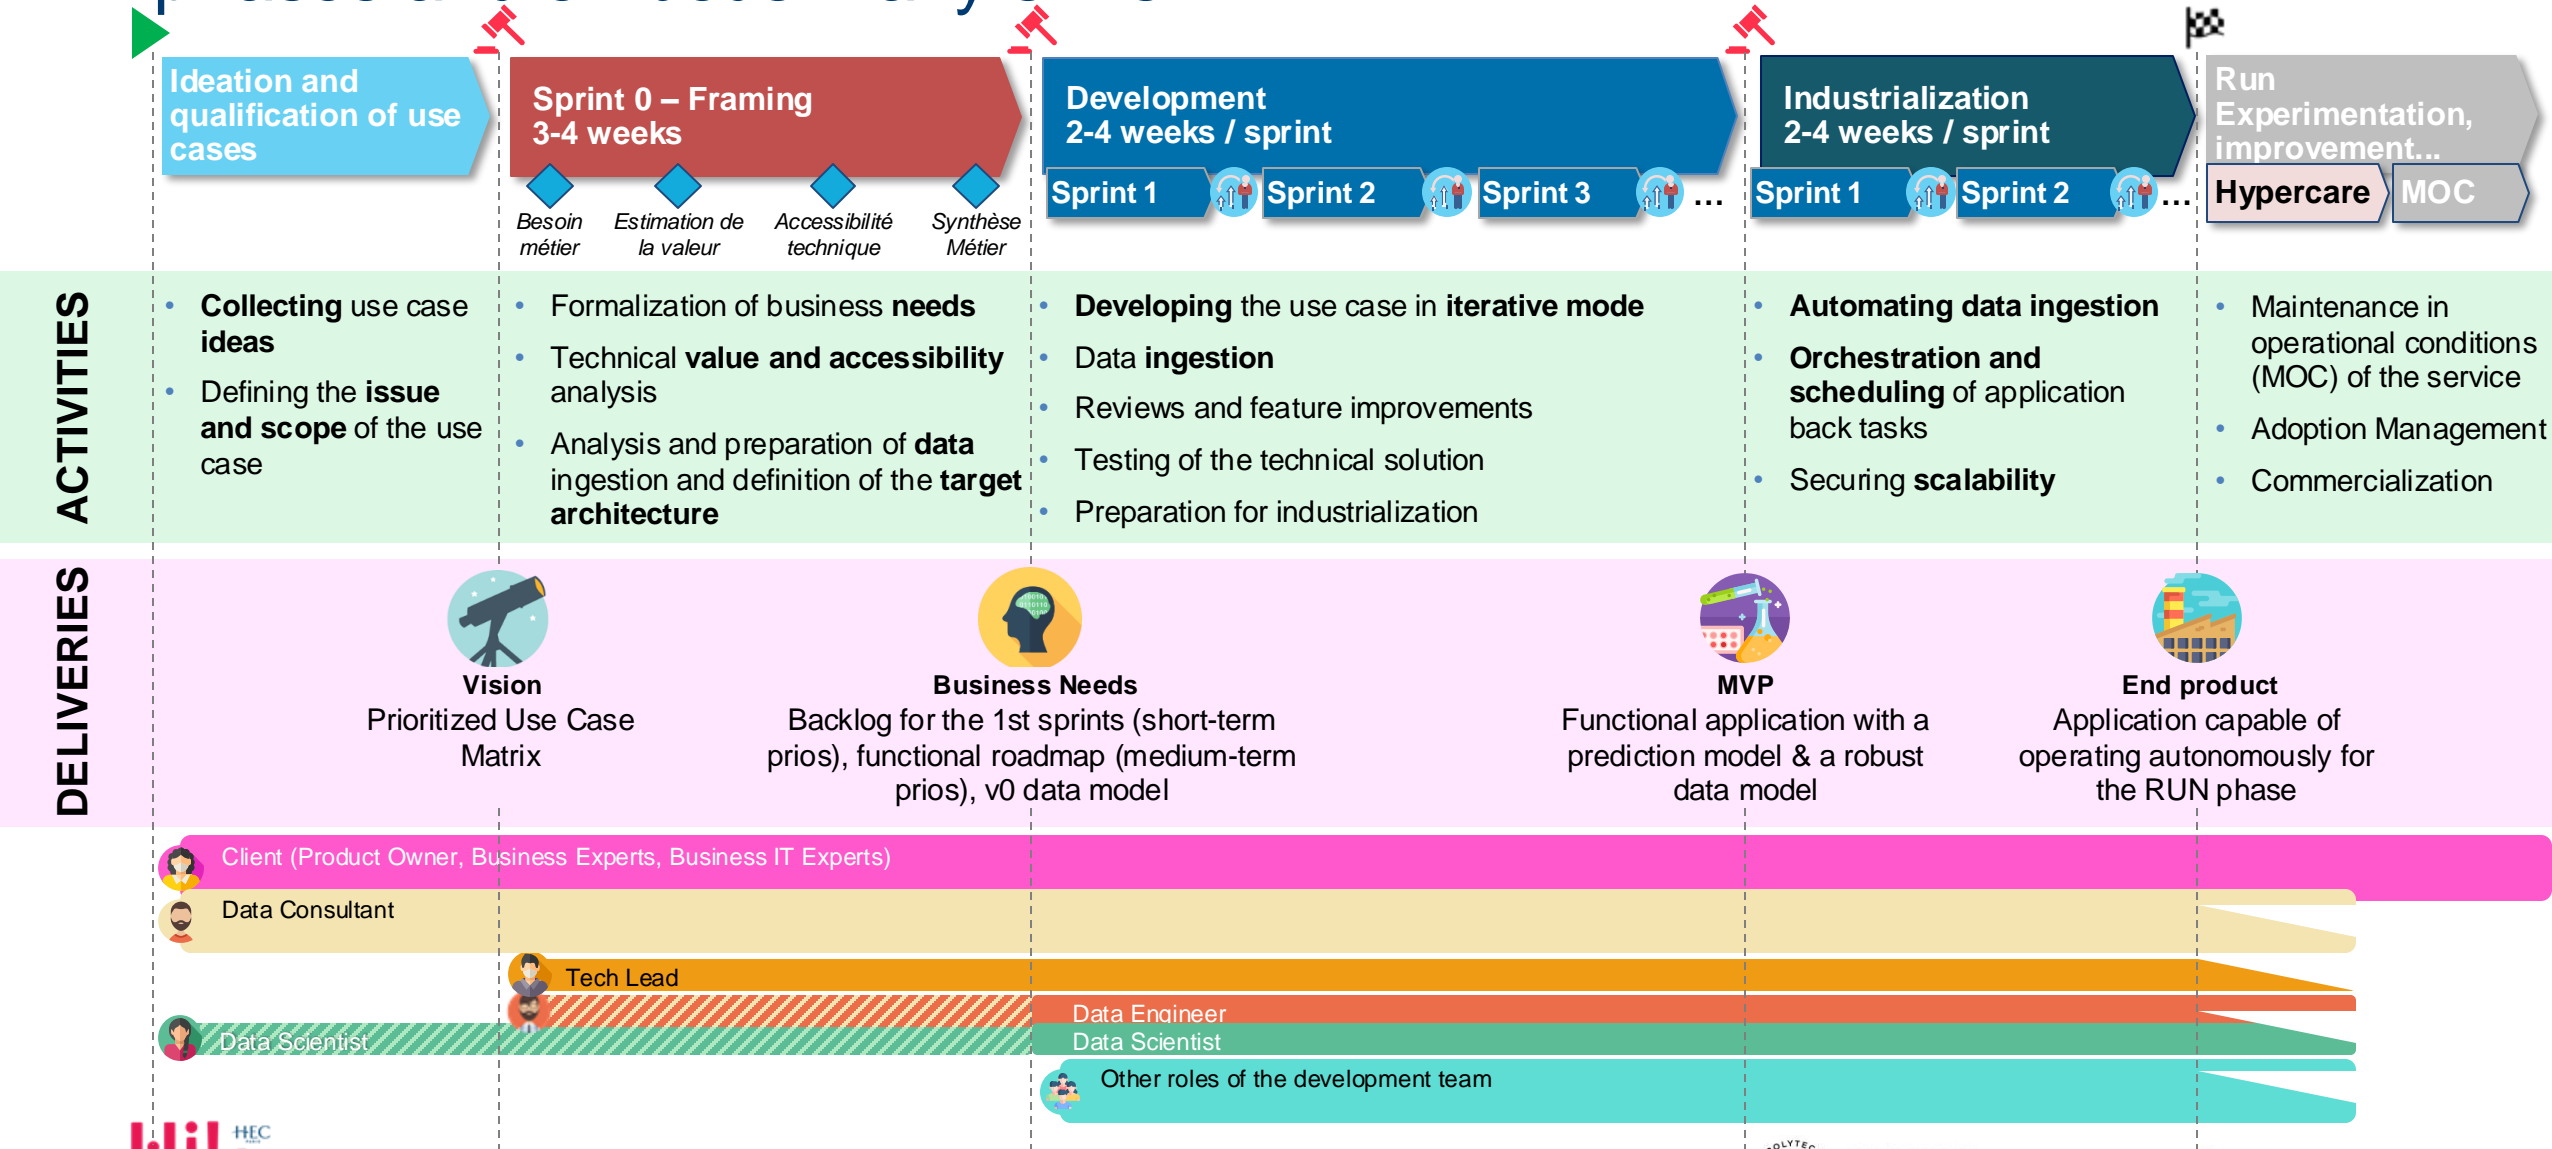 Ideation and
qualification of use
cases
Sprint 0 – Framing
3-4 weeks
Development
2-4 weeks / sprint
Industrialization
2-4 weeks / sprint
Run
Experimentation,
improvement...
Besoin
métier
Estimation de
la valeur
Accessibilité
technique
Synthèse
Métier
Sprint 1
Sprint 2
Sprint 3
...
Sprint 1
Sprint 2
...
Hypercare
MOC
ACTIVITIES
• Collecting use case
ideas
• Defining the issue
and scope of the use
case
• Formalization of business needs
• Technical value and accessibility
analysis
• Analysis and preparation of data
ingestion and definition of the target
architecture
• Developing the use case in iterative mode
• Data ingestion
• Reviews and feature improvements
• Testing of the technical solution
• Preparation for industrialization
• Automating data ingestion
• Orchestration and
scheduling of application
back tasks
• Securing scalability
• Maintenance in
operational conditions
(MOC) of the service
• Adoption Management
• Commercialization
DELIVERIES
Vision
Prioritized Use Case
Matrix
Business Needs
Backlog for the 1st sprints (short-term
prios), functional roadmap (medium-term
prios), v0 data model
MVP
Functional application with a
prediction model & a robust
data model
End product
Application capable of
operating autonomously for
the RUN phase
Client (Product Owner, Business Experts, Business IT Experts)
Data Consultant
Tech Lead
Data Engineer
Data Scientist
Data Scientist
Other roles of the development team
HEC